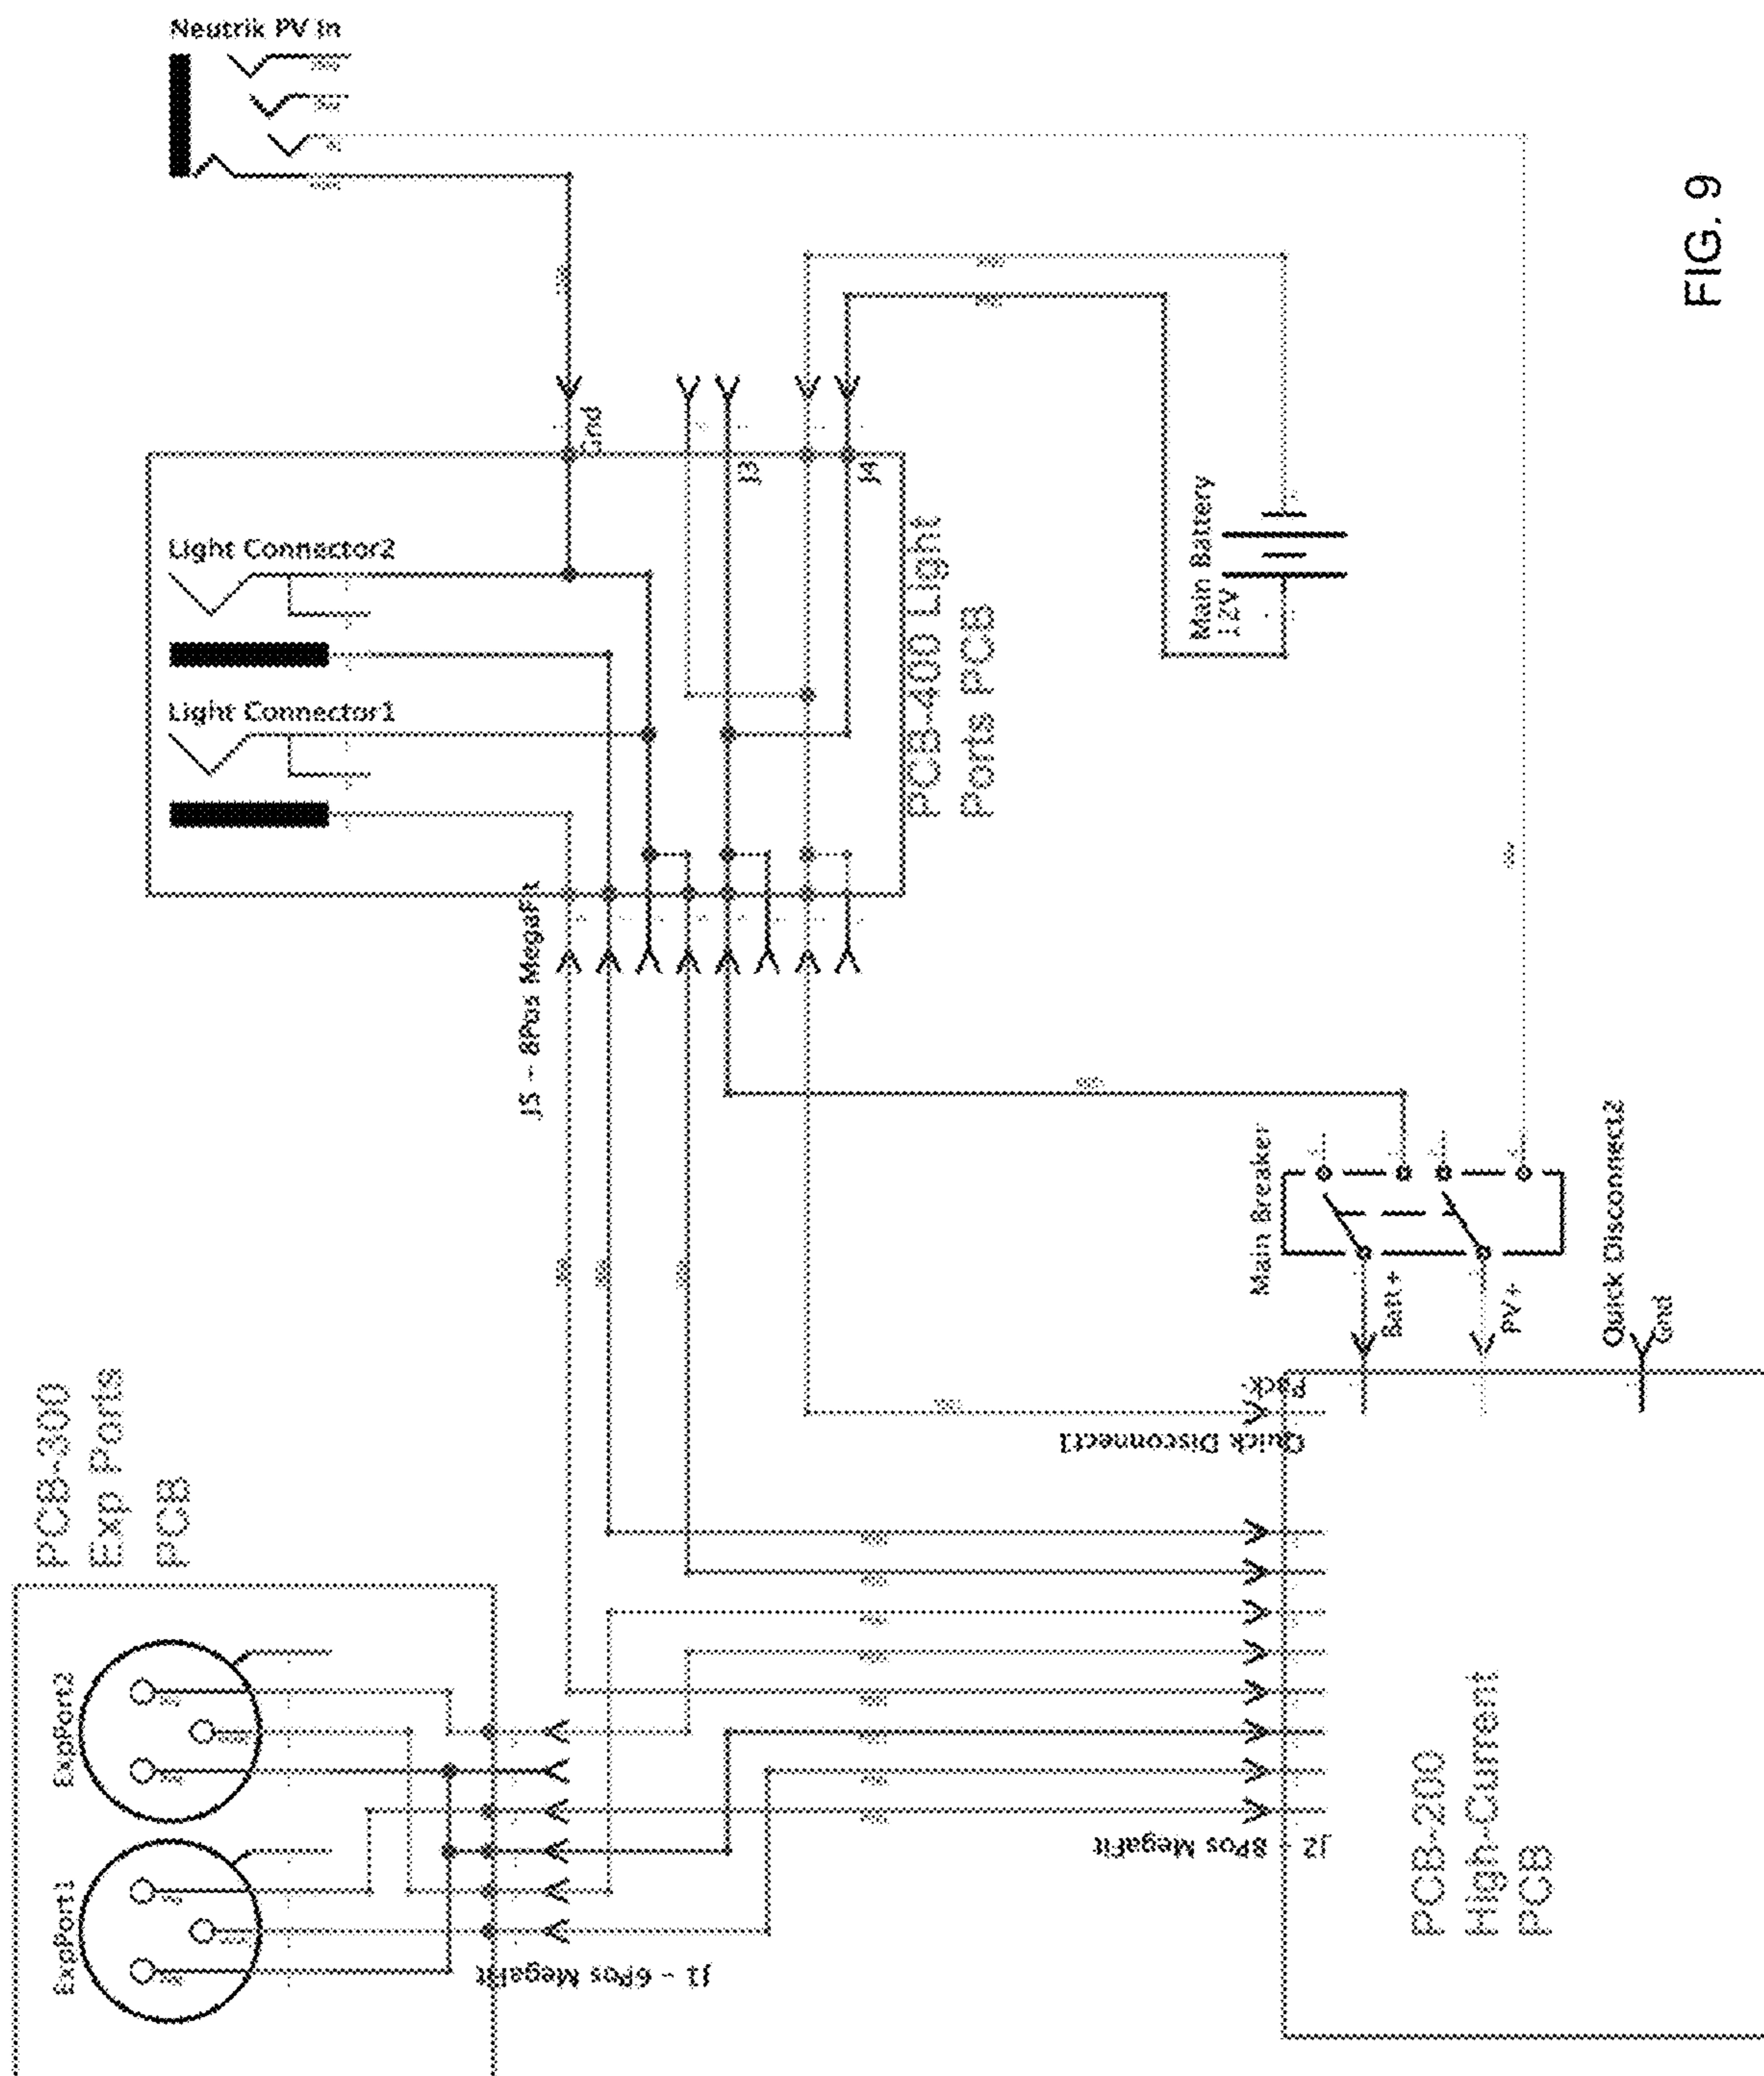 Neutrik PV In
FIG. 9
Gnd
J3
J4
Light Connector2
Light Connector1
PCB-400 Light
Ports PCB
Main Battery
12V
J5 - 8Pos MegaFit
Main Breaker
Batt+
PV+
Quick Disconnect2
Gnd
Pack-
Quick Disconnect1
PCB-300
Exp Ports
PCB
ExpPort2
ExpPort1
J1 - 6Pos MegaFit
J2 - 8Pos MegaFit
PCB-200
High-Current
PCB